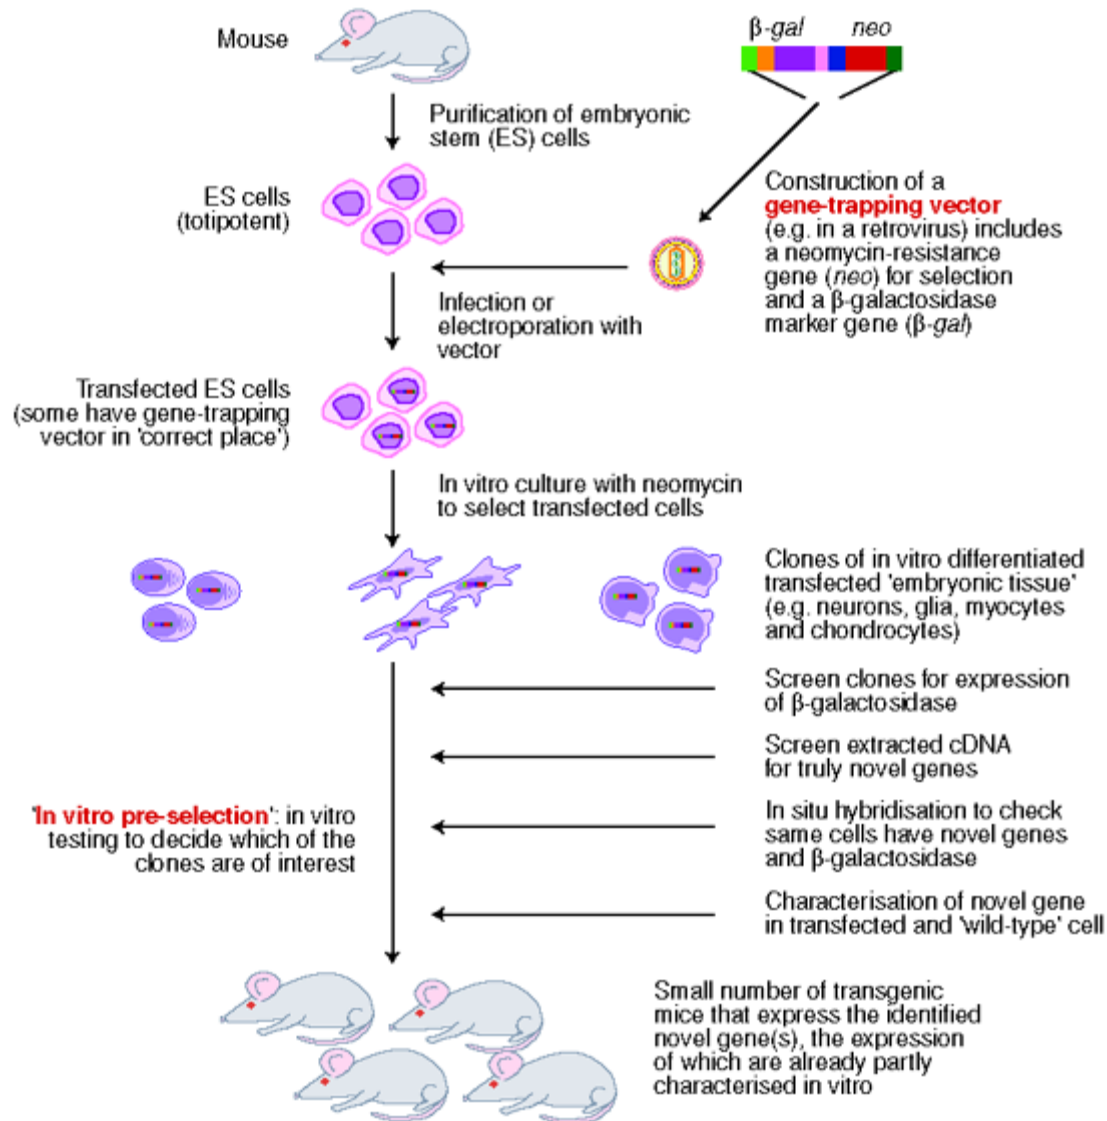 Mouse
β-gal neo
Purification of embryonic
stem (ES) cells
ES cells
(totipotent)
Construction of a
gene-trapping vector
(e.g. in a retrovirus) includes
a neomycin-resistance
gene (neo) for selection
and a β-galactosidase
marker gene (β-gal)
Infection or
electroporation with
vector
Transfected ES cells
(some have gene-trapping
vector in 'correct place')
In vitro culture with neomycin
to select transfected cells
Clones of in vitro differentiated
transfected 'embryonic tissue'
(e.g. neurons, glia, myocytes
and chondrocytes)
Screen clones for expression
of β-galactosidase
Screen extracted cDNA
for truly novel genes
'In vitro pre-selection': in vitro
testing to decide which of the
clones are of interest
In situ hybridisation to check
same cells have novel genes
and β-galactosidase
Characterisation of novel gene
in transfected and 'wild-type' cell
Small number of transgenic
mice that express the identified
novel gene(s), the expression
of which are already partly
characterised in vitro